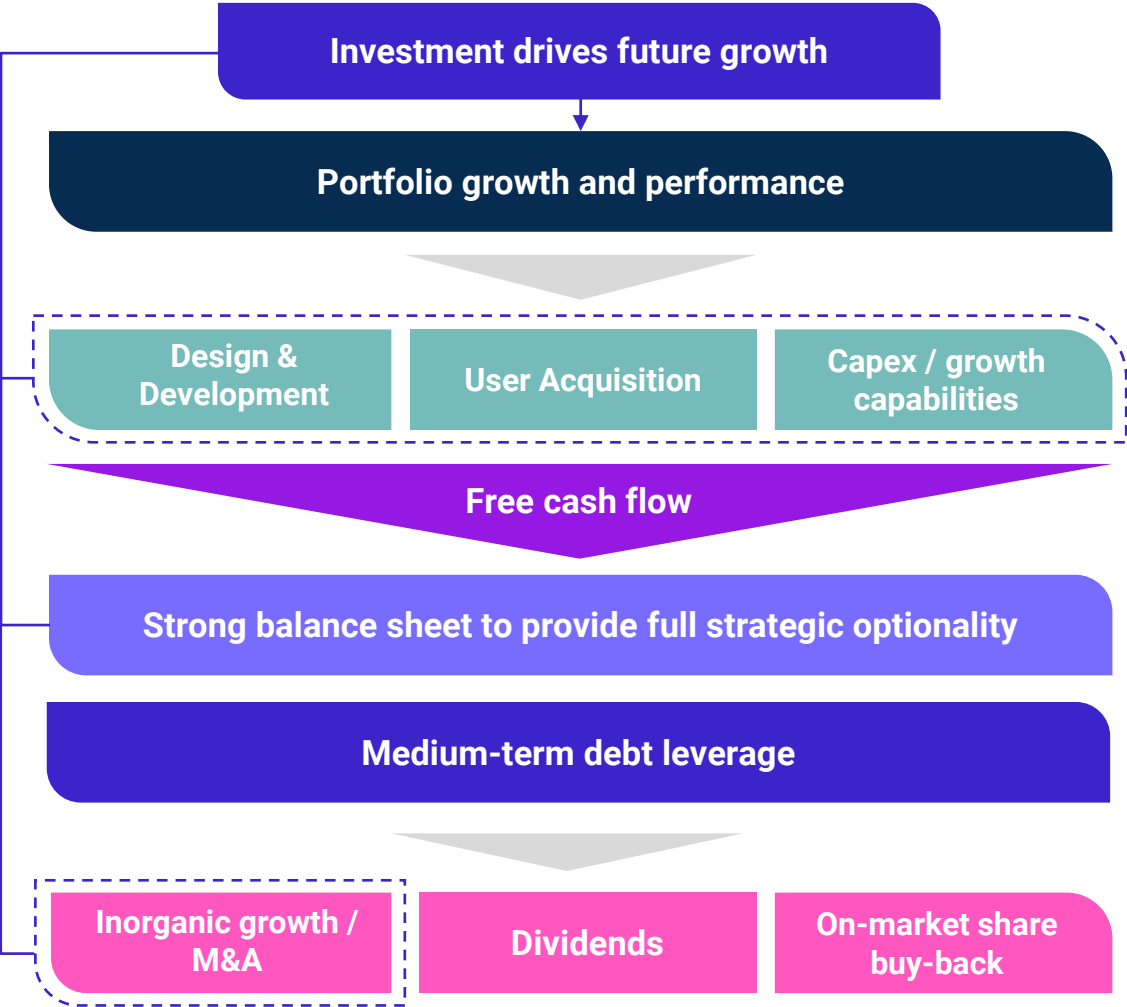 Investment drives future growth
Portfolio growth and performance
Design &
Development
User Acquisition
Capex / growth
capabilities
Free cash flow
Strong balance sheet to provide full strategic optionality
Medium-term debt leverage
Inorganic growth /
M&A
Dividends
On-market share
buy-back